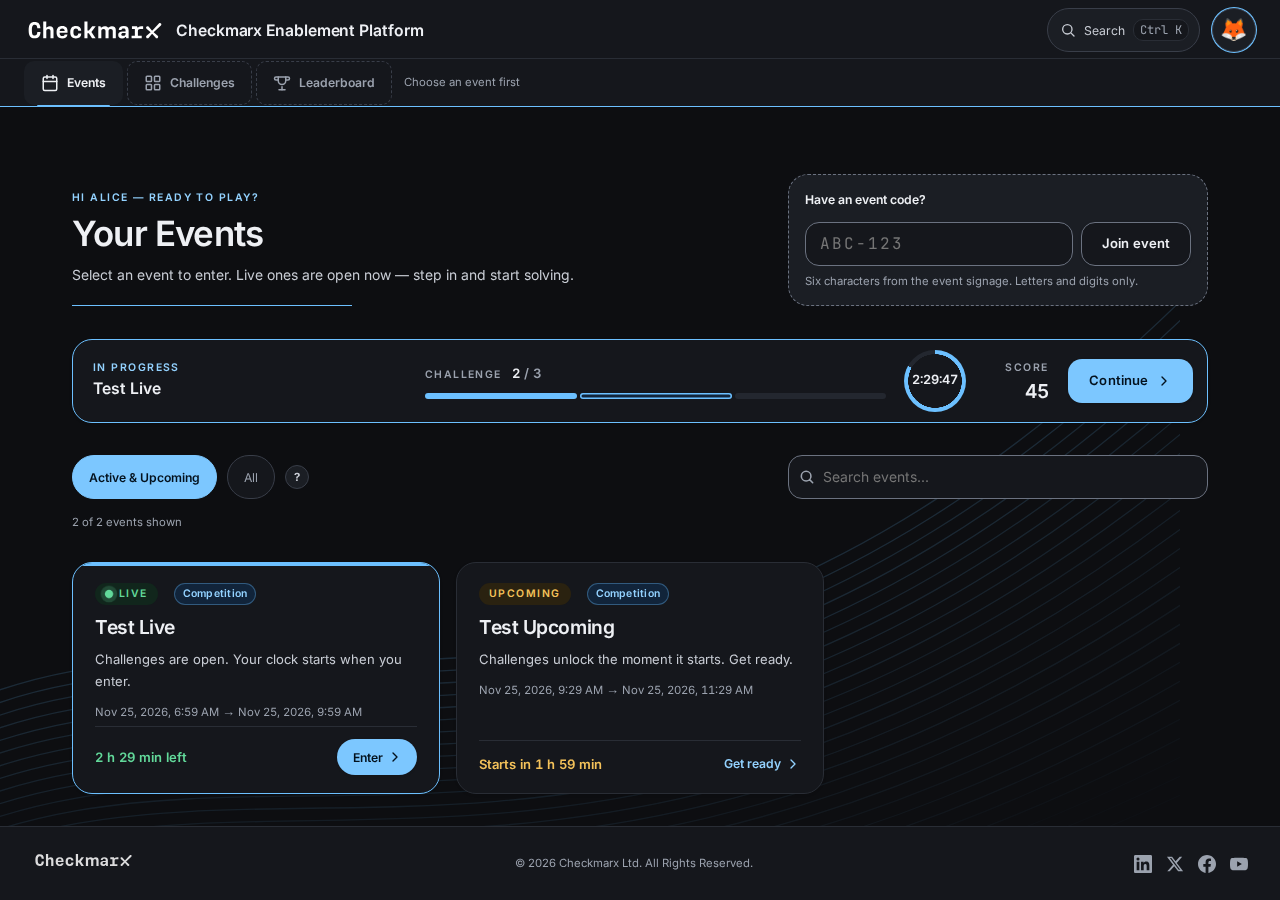 Checkmarx Checkmarx Enablement Platform Search Ctrl K
Events Challenges Leaderboard Choose an event first
HI ALICE — READY TO PLAY?
Your Events
Select an event to enter. Live ones are open now — step in and start solving.
Have an event code?
ABC-123 Join event
Six characters from the event signage. Letters and digits only.
IN PROGRESS
Test Live
CHALLENGE 2 / 3
2:29:47
SCORE
45
Continue
Active & Upcoming All ? Search events...
2 of 2 events shown
LIVE Competition
Test Live
Challenges are open. Your clock starts when you
enter.
Nov 25, 2026, 6:59 AM → Nov 25, 2026, 9:59 AM
2 h 29 min left Enter
UPCOMING Competition
Test Upcoming
Challenges unlock the moment it starts. Get ready.
Nov 25, 2026, 9:29 AM → Nov 25, 2026, 11:29 AM
Starts in 1 h 59 min Get ready
Checkmarx © 2026 Checkmarx Ltd. All Rights Reserved.